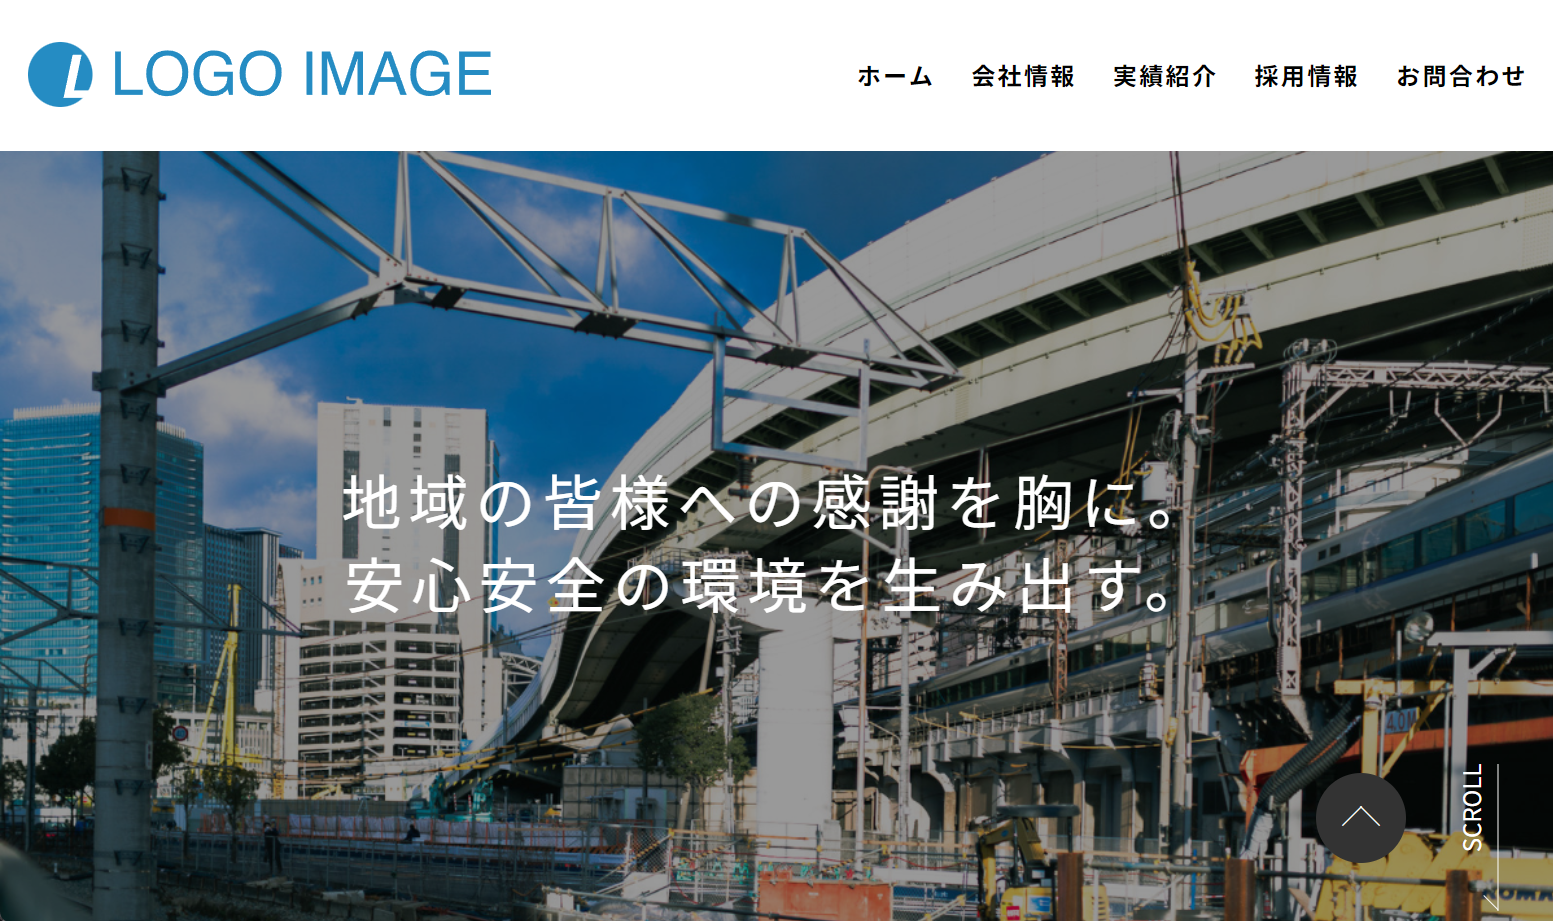 LOGO IMAGE
ホーム 会社情報 実績紹介 採用情報 お問合わせ
地域の皆様への感謝を胸に。
安心安全の環境を生み出す。
SCROLL